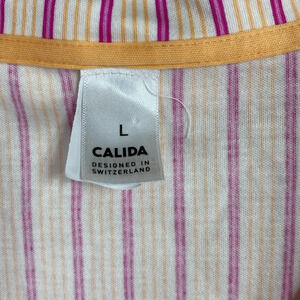 L
CALIDA
DESIGNED IN
SWITZERLAND